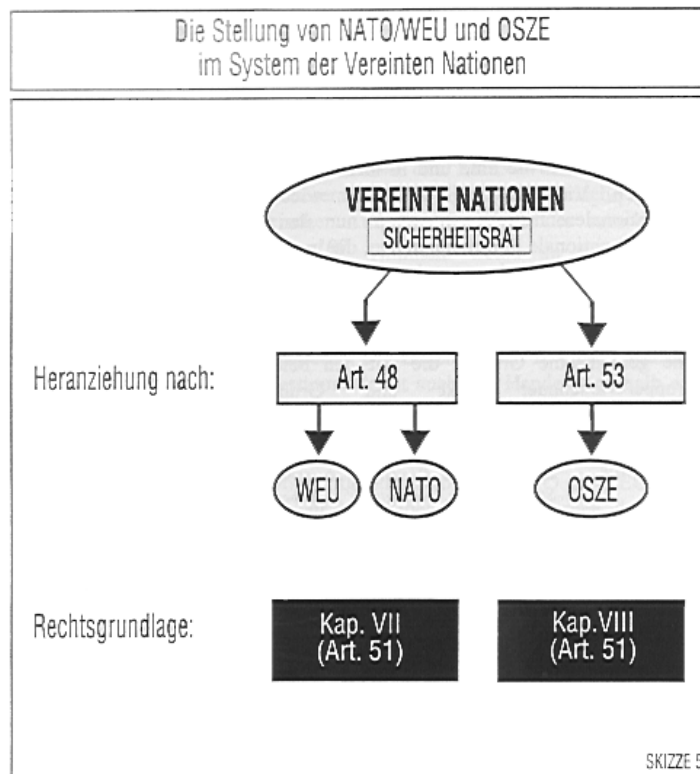 Die Stellung von NATO/WEU und OSZE
im System der Vereinten Nationen
VEREINTE NATIONEN
SICHERHEITSRAT
Heranziehung nach:
Art. 48
Art. 53
WEU
NATO
OSZE
Rechtsgrundlage:
Kap. VII
(Art. 51)
Kap.VIII
(Art. 51)
SKIZZE 5